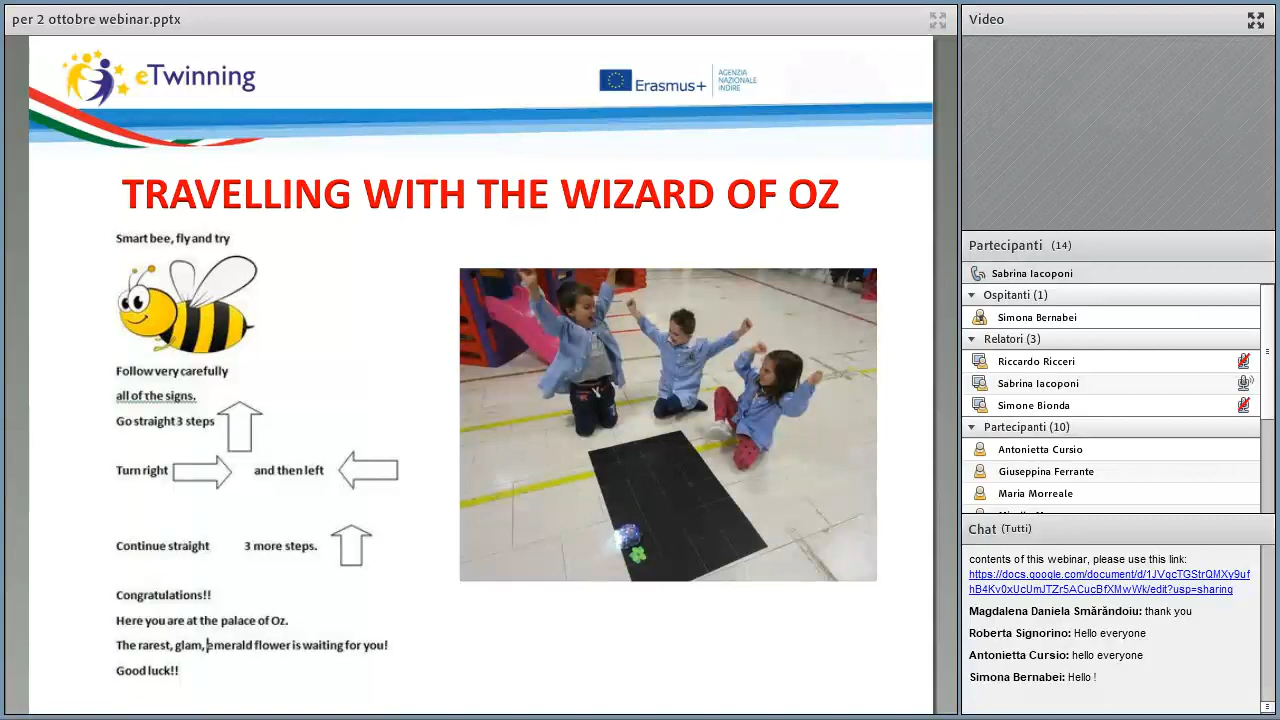 per 2 ottobre webinar.pptx
eTwinning
Erasmus+
AGENZIA
NAZIONALE
INDIRE
TRAVELLING WITH THE WIZARD OF OZ
Smart bee, fly and try
Follow very carefully
all of the signs.
Go straight 3 steps
Turn right and then left
Continue straight 3 more steps.
Congratulations!!
Here you are at the palace of Oz.
The rarest, glam, emerald flower is waiting for you!
Good luck!!
Video
Partecipanti (14)
Sabrina Iacoponi
Ospitanti (1)
Simona Bernabei
Relatori (3)
Riccardo Ricceri
Sabrina Iacoponi
Simone Bionda
Partecipanti (10)
Antonietta Cursio
Giuseppina Ferrante
Maria Morreale
Chat (Tutti)
contents of this webinar, please use this link:
https://docs.google.com/document/d/1JVqcTGStrQMXy9uf
hB4Kv0xUcUmJTZr5ACucBfXMwWk/edit?usp=sharing
Magdalena Daniela Smărăndoiu: thank you
Roberta Signorino: Hello everyone
Antonietta Cursio: hello everyone
Simona Bernabei: Hello !